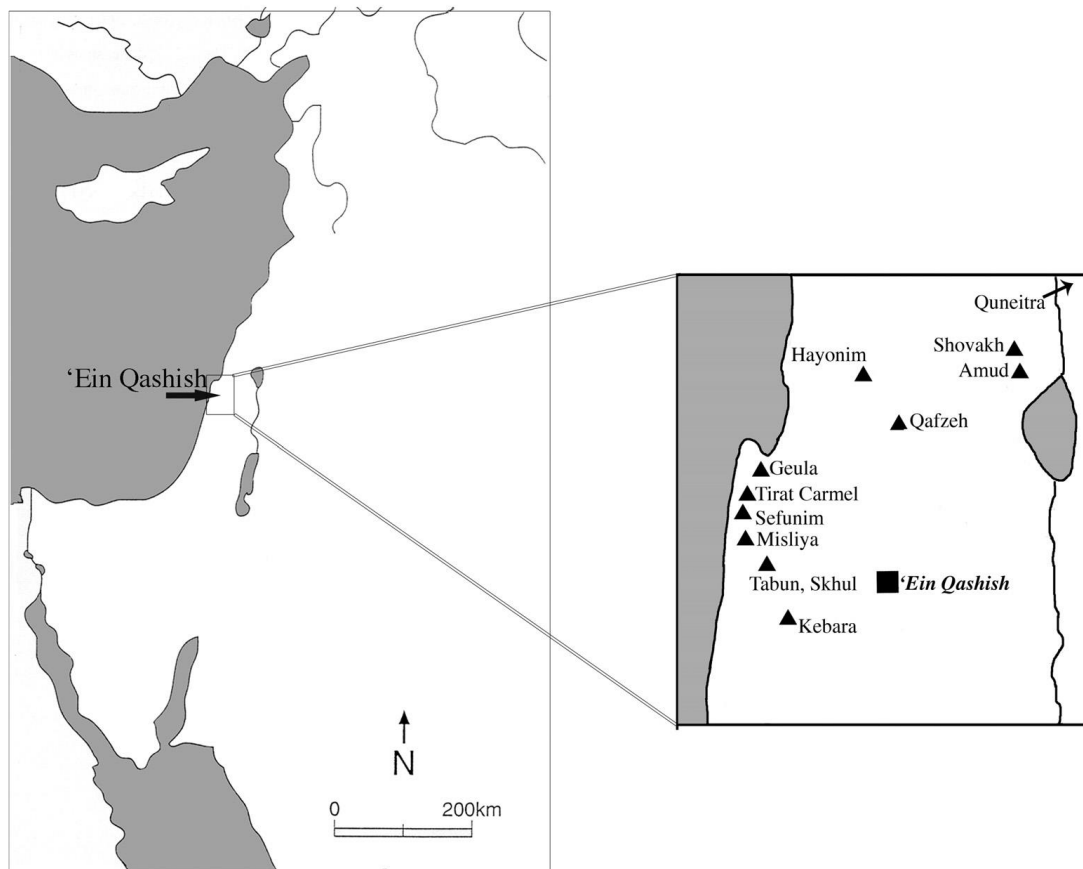 ‘Ein Qashish
N
0 200km
Quneitra
Shovakh
Hayonim
Amud
Qafzeh
Geula
Tirat Carmel
Sefunim
Misliya
Tabun, Skhul
‘Ein Qashish
Kebara